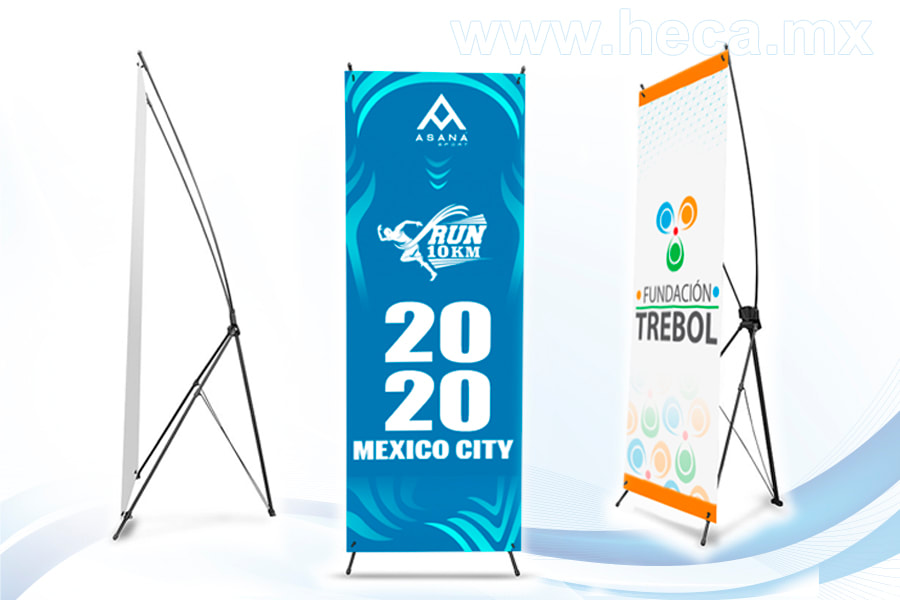 www.heca.mx
ASANA
SPORT
RUN
10KM
20
20
MEXICO CITY
FUNDACIÓN
TREBOL